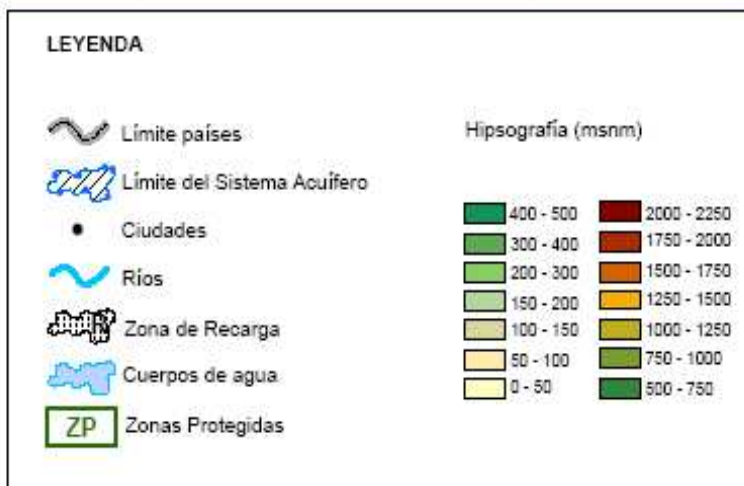 LEYENDA
Límite países
Límite del Sistema Acuífero
Ciudades
Ríos
Zona de Recarga
Cuerpos de agua
ZP Zonas Protegidas
Hipsografía (msnm)
400 - 500
300 - 400
200 - 300
150 - 200
100 - 150
50 - 100
0 - 50
2000 - 2250
1750 - 2000
1500 - 1750
1250 - 1500
1000 - 1250
750 - 1000
500 - 750